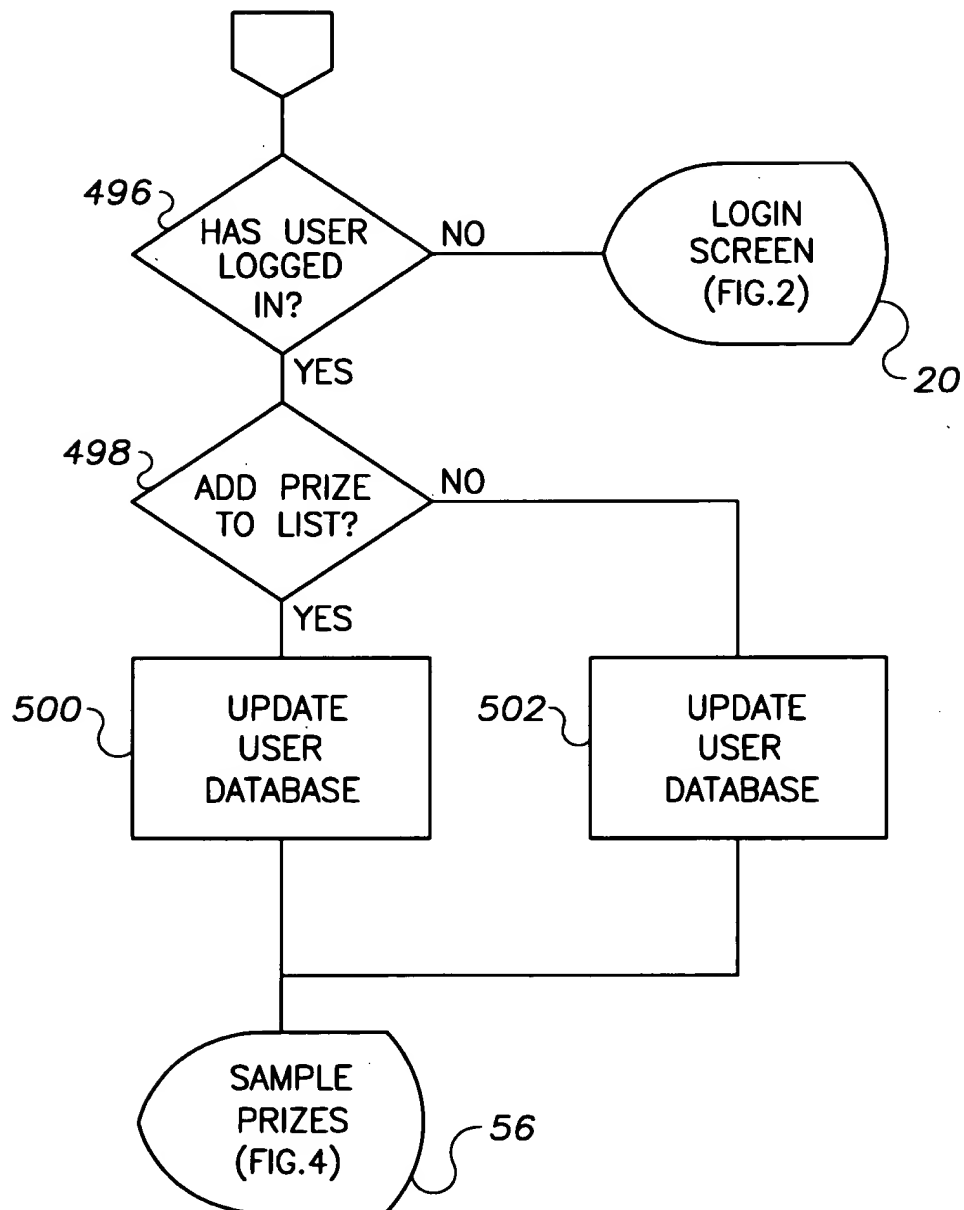 496
HAS USER
LOGGED
IN?
NO
LOGIN
SCREEN
(FIG.2)
20
YES
498
ADD PRIZE
TO LIST?
NO
YES
500
UPDATE
USER
DATABASE
502
UPDATE
USER
DATABASE
SAMPLE
PRIZES
(FIG.4)
56